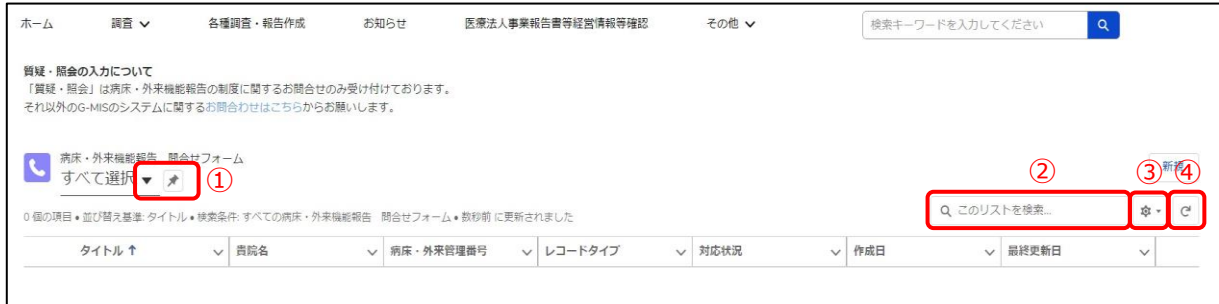 ホーム 調査 各種調査・報告作成 お知らせ 医療法人事業報告書等経営情報等確認 その他 検索キーワードを入力してください
質疑・照会の入力について
「質疑・照会」は病床・外来機能報告の制度に関するお問合せのみ受け付けております。
それ以外のG-MISのシステムに関するお問合わせはこちらからお願いします。
病床・外来機能報告 問合せフォーム
すべて選択 ▼ ①
新規
② ③ ④
0 個の項目 • 並び替え基準: タイトル • 検索条件: すべての病床・外来機能報告 問合せフォーム • 数秒前 に更新されました
このリストを検索...
タイトル ↑ 貴院名 病床・外来管理番号 レコードタイプ 対応状況 作成日 最終更新日